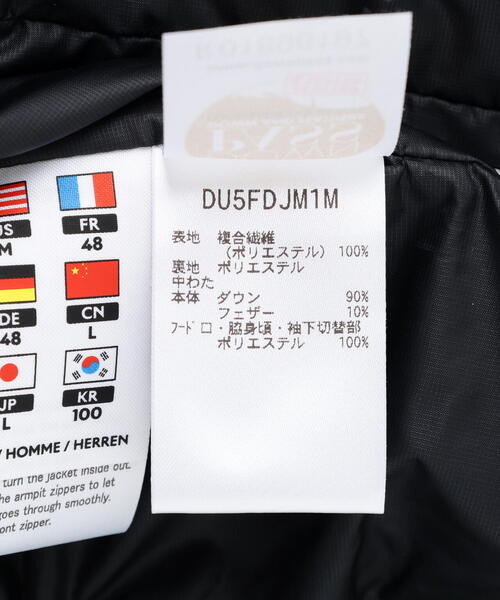 DU5FDJM1M
表地 複合繊維
（ポリエステル） 100%
裏地 ポリエステル
中わた
本体 ダウン 90%
フェザー 10%
ﾌｰﾄﾞ口・脇身頃・袖下切替部
ポリエステル 100%
US
M
FR
48
DE
48
CN
L
JP
L
KR
100
/ HOMME / HERREN
turn the jacket inside out.
the armpit zippers to let
goes through smoothly.
ont zipper.
PASS